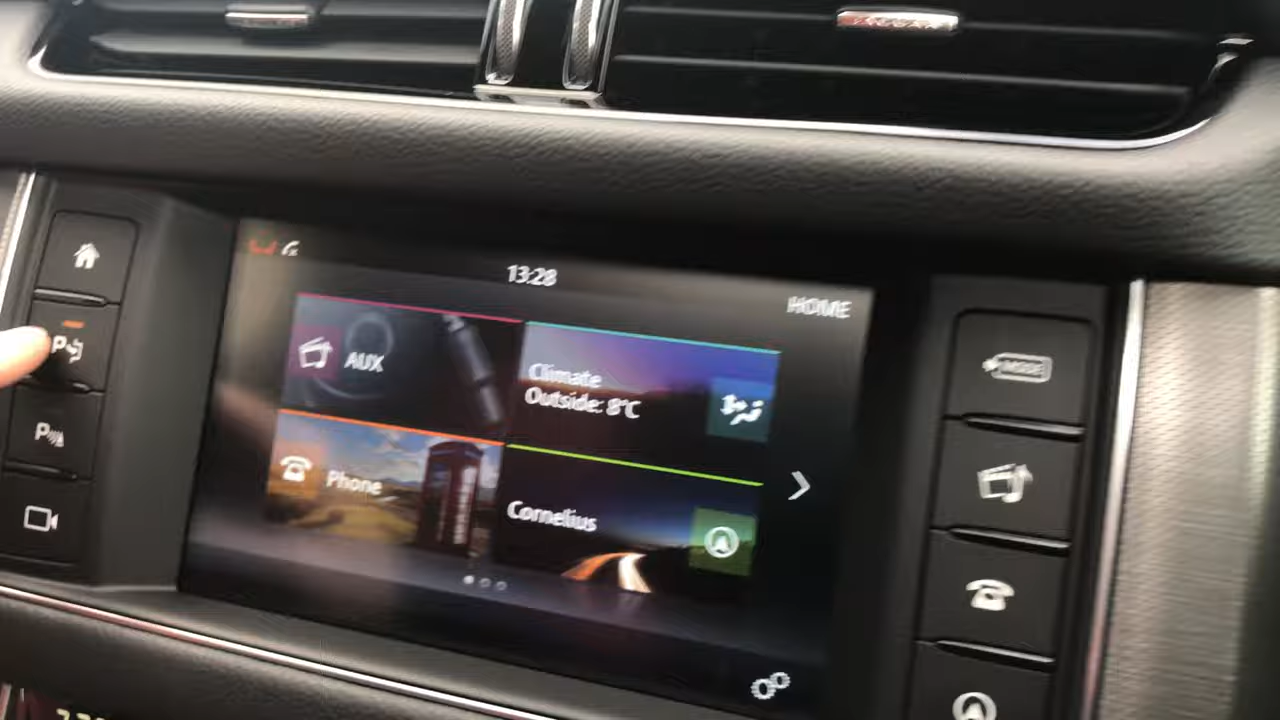 13:28
HOME
AUX
Climate
Outside: 8°C
Phone
Cornelius
MODE
P
P